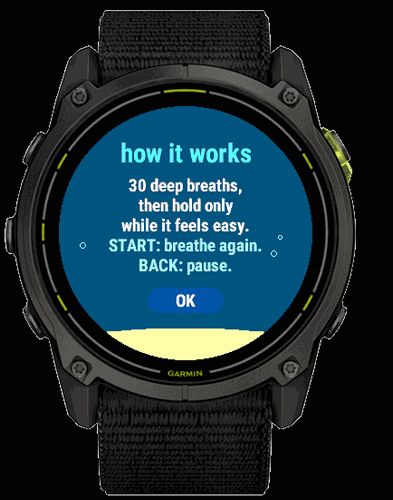 how it works
30 deep breaths,
then hold only
while it feels easy.
START: breathe again.
BACK: pause.
OK
GARMIN